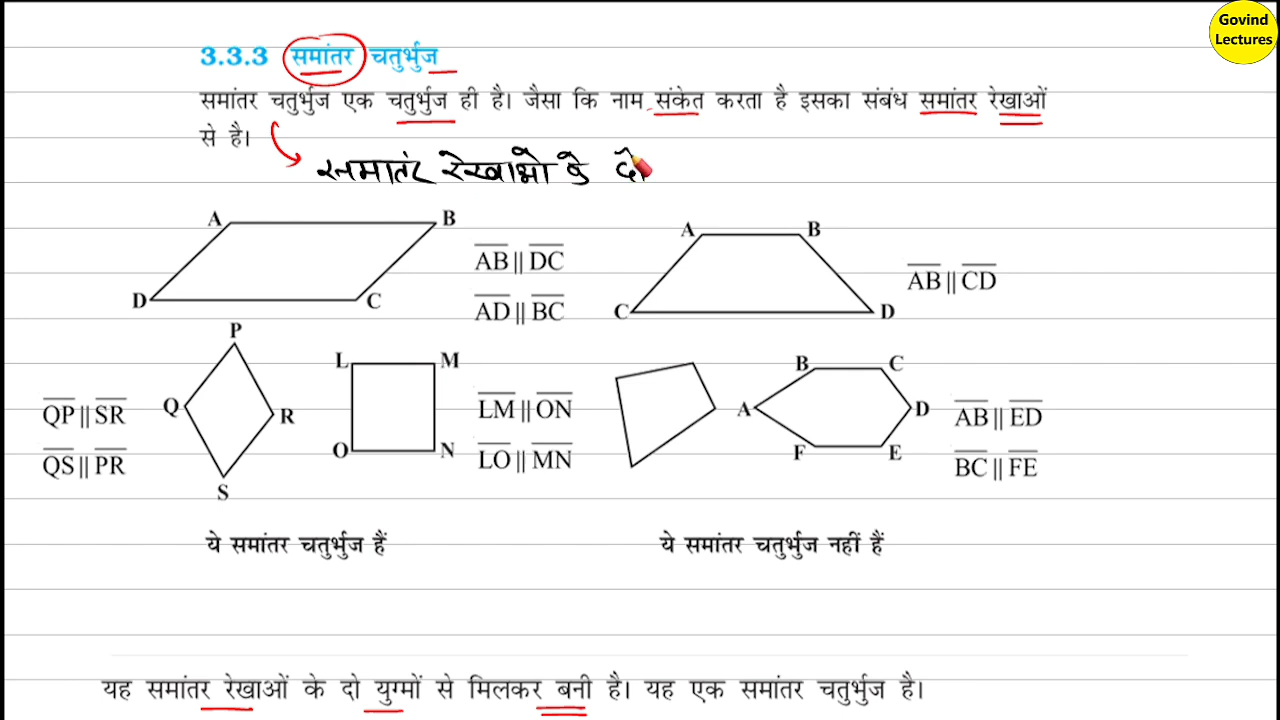 Govind
Lectures
3.3.3 समांतर चतुर्भुज
समांतर चतुर्भुज एक चतुर्भुज ही है। जैसा कि नाम संकेत करता है इसका संबंध समांतर रेखाओं
से है।
समातंर रेखाओ के दो
A B
AB || DC
AD || BC
D C
A B
AB || CD
C D
P
Q R
S
QP || SR
QS || PR
L M
O N
LM || ON
LO || MN
B C
A D
F E
AB || ED
BC || FE
ये समांतर चतुर्भुज हैं
ये समांतर चतुर्भुज नहीं हैं
यह समांतर रेखाओं के दो युग्मों से मिलकर बनी है। यह एक समांतर चतुर्भुज है।